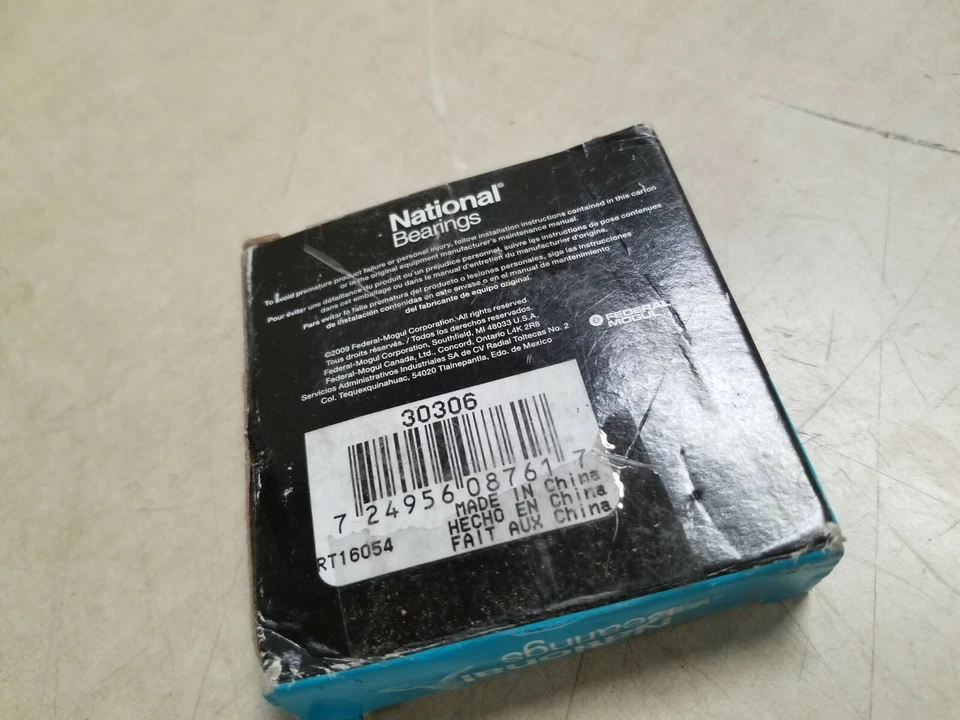 National®
Bearings
To avoid premature product failure or personal injury, follow installation instructions contained in this carton
or in the original equipment manufacturer's maintenance manual.
Pour éviter une défaillance du produit ou un préjudice personnel, suivre les instructions de pose contenues
dans cet emballage ou dans le manuel d'entretien du manufacturier d'origine.
Para evitar la falla prematura del producto o lesiones personales, siga las instrucciones
de instalación contenidas en este envase o en el manual de mantenimiento
del fabricante de equipo original.
©2009 Federal-Mogul Corporation. All rights reserved.
Tous droits réservés. / Todos los derechos reservados.
Federal-Mogul Corporation, Southfield, MI 48033 U.S.A.
Federal-Mogul Canada, Ltd., Concord, Ontario L4K 2R8
Servicios Administrativos Industriales SA de CV Radial Toltecas No. 2
Col. Tequexquinahuac, 54020 Tlalnepantla, Edo. de Mexico
FEDERAL
MOGUL
30306
7 24956 08761 7
MADE IN China
HECHO EN China
FAIT AUX China
RT16054
National
Bearings